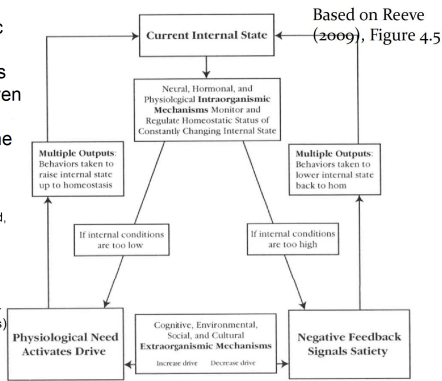 Based on Reeve
(2009), Figure 4.5
Current Internal State
Neural, Hormonal, and
Physiological Intraorganismic
Mechanisms Monitor and
Regulate Homeostatic Status of
Constantly Changing Internal State
Multiple Outputs:
Behaviors taken to
raise internal state
up to homeostasis
Multiple Outputs:
Behaviors taken to
lower internal state
back to hom
If internal conditions
are too low
If internal conditions
are too high
Physiological Need
Activates Drive
Cognitive, Environmental,
Social, and Cultural
Extraorganismic Mechanisms
Increase drive Decrease drive
Negative Feedback
Signals Satiety